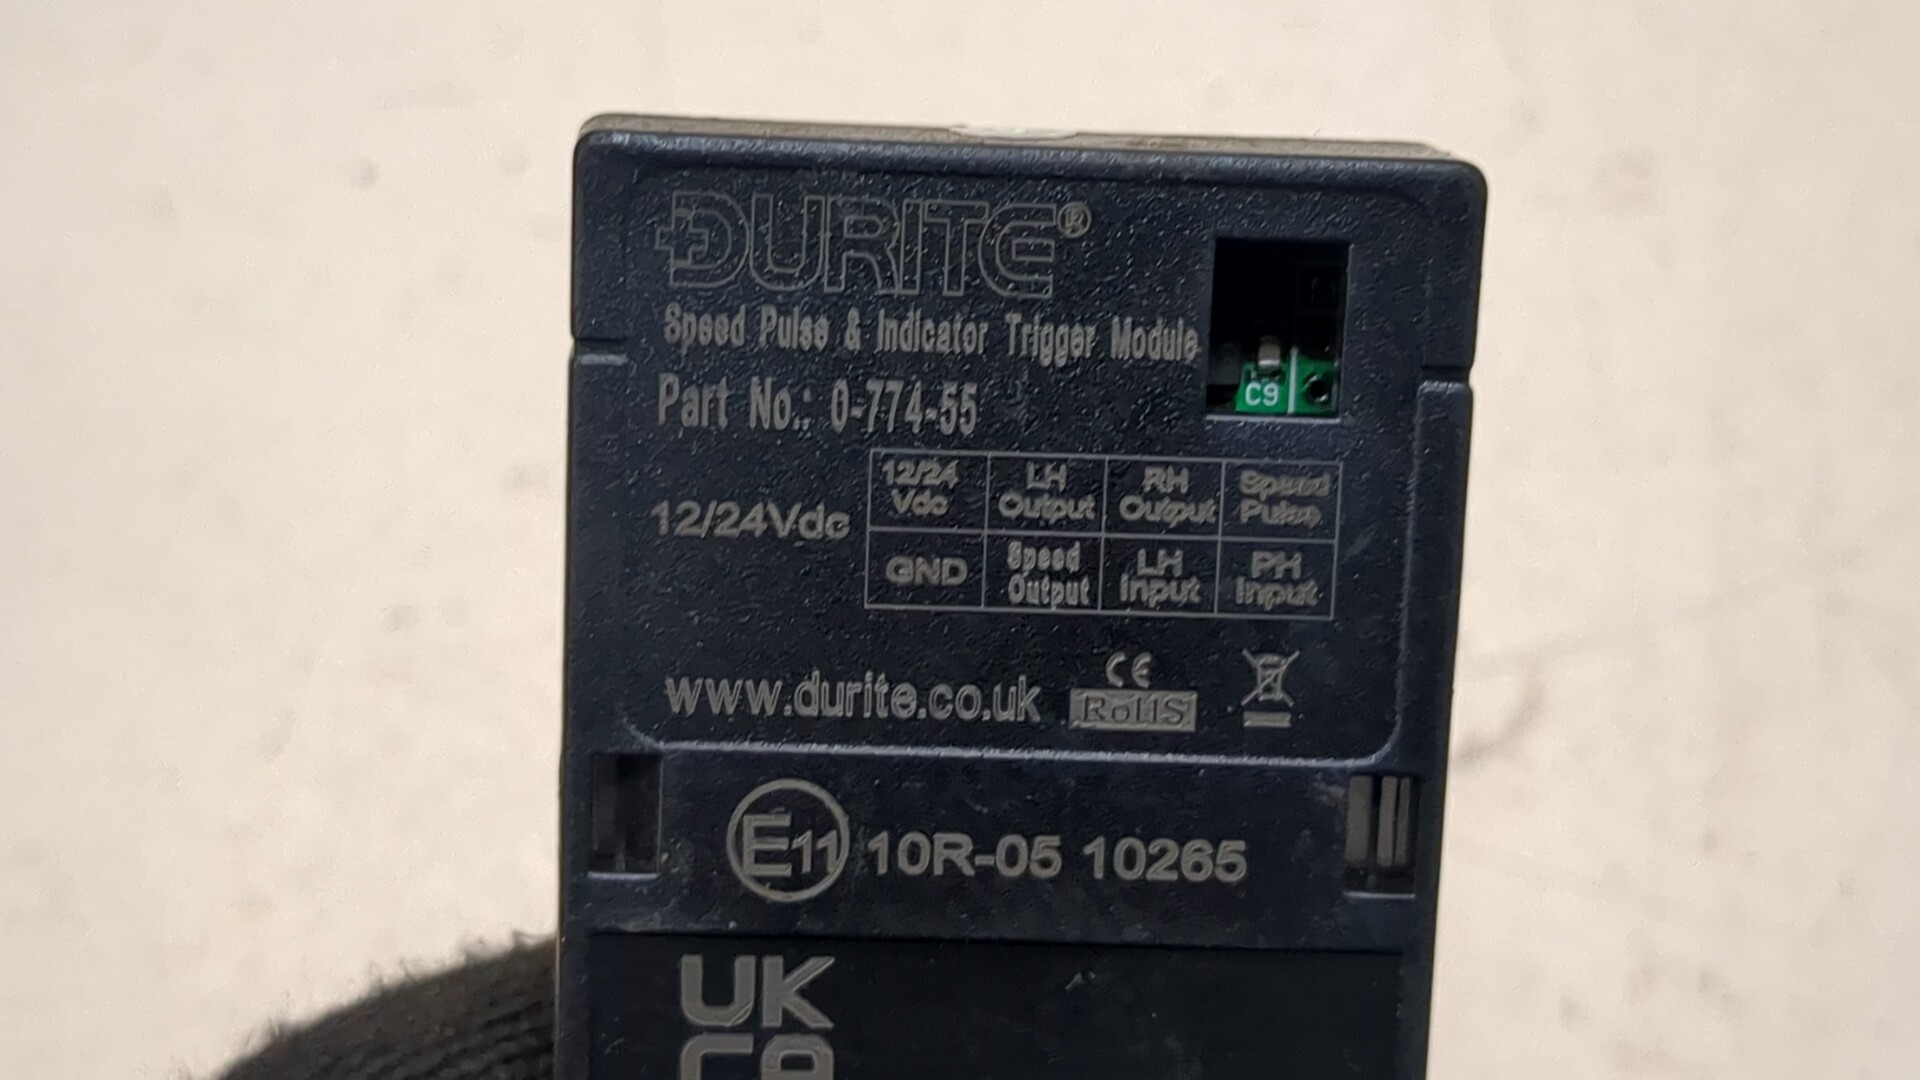 DURITE®
Speed Pulse & Indicator Trigger Module
Part No.: 0-774-55
C9
12/24Vdc
12/24 Vdc LH Output RH Output Speed Pulse
GND Speed Output LH Input RH Input
www.durite.co.uk
CE
RoHS
E11 10R-05 10265
UK
CA